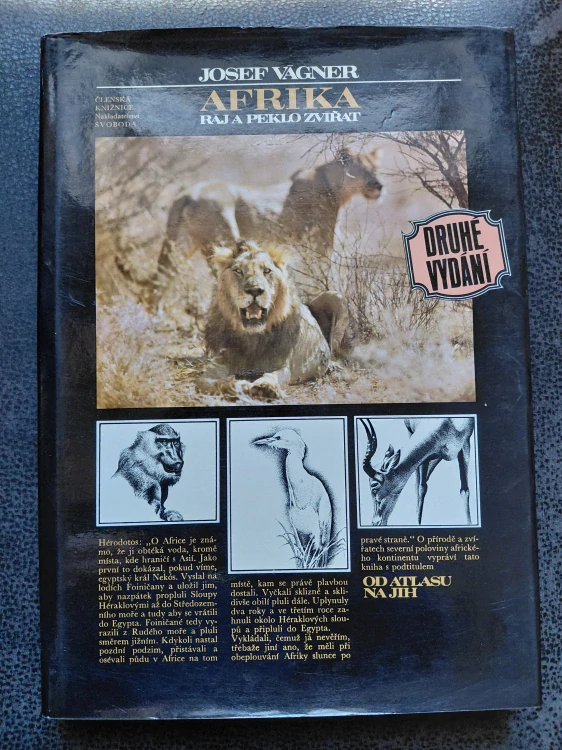 JOSEF VÁGNER
AFRIKA
RÁJ A PEKLO ZVÍŘAT
ČLENSKÁ
KNIŽNICE
Nakladatelství
SVOBODA
DRUHÉ
VYDÁNÍ
Hérodotos: „O Africe je zná-
mo, že ji obtéká voda, kromě
místa, kde hraničí s Asií. Jako
první to dokázal, pokud víme,
egyptský král Nekós. Vyslal na
lodích Foiničany a uložil jim,
aby nazpátek propluli Sloupy
Héraklovými až do Středozem-
ního moře a tudy aby se vrátili
do Egypta. Foiničané tedy vy-
razili z Rudého moře a pluli
směrem jižním. Kdykoli nastal
pozdní podzim, přistávali a
osévali půdu v Africe na tom
místě, kam se právě plavbou
dostali. Vyčkali sklizně a skli-
divše obilí pluli dále. Uplynuly
dva roky a ve třetím roce za-
hnuli okolo Héraklových slou-
pů a připluli do Egypta.
Vykládali, čemuž já nevěřím,
třebaže jiní ano, že měli při
obeplouvání Afriky slunce po
pravé straně.“ O přírodě a zví-
řatech severní poloviny africké-
ho kontinentu vypráví tato
kniha s podtitulem
OD ATLASU
NA JIH